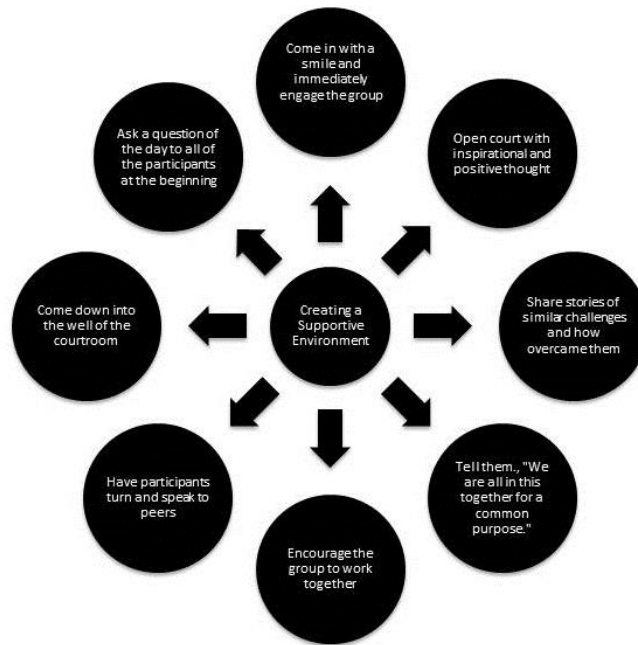 Come in with a
smile and
immediately
engage the group
Open court with
inspirational and
positive thought
Share stories of
similar challenges
and how
overcame them
Tell them., "We
are all in this
together for a
common
purpose."
Encourage the
group to work
together
Have participants
turn and speak to
peers
Come down into
the well of the
courtroom
Ask a question of
the day to all of
the participants
at the beginning
Creating a
Supportive
Environment